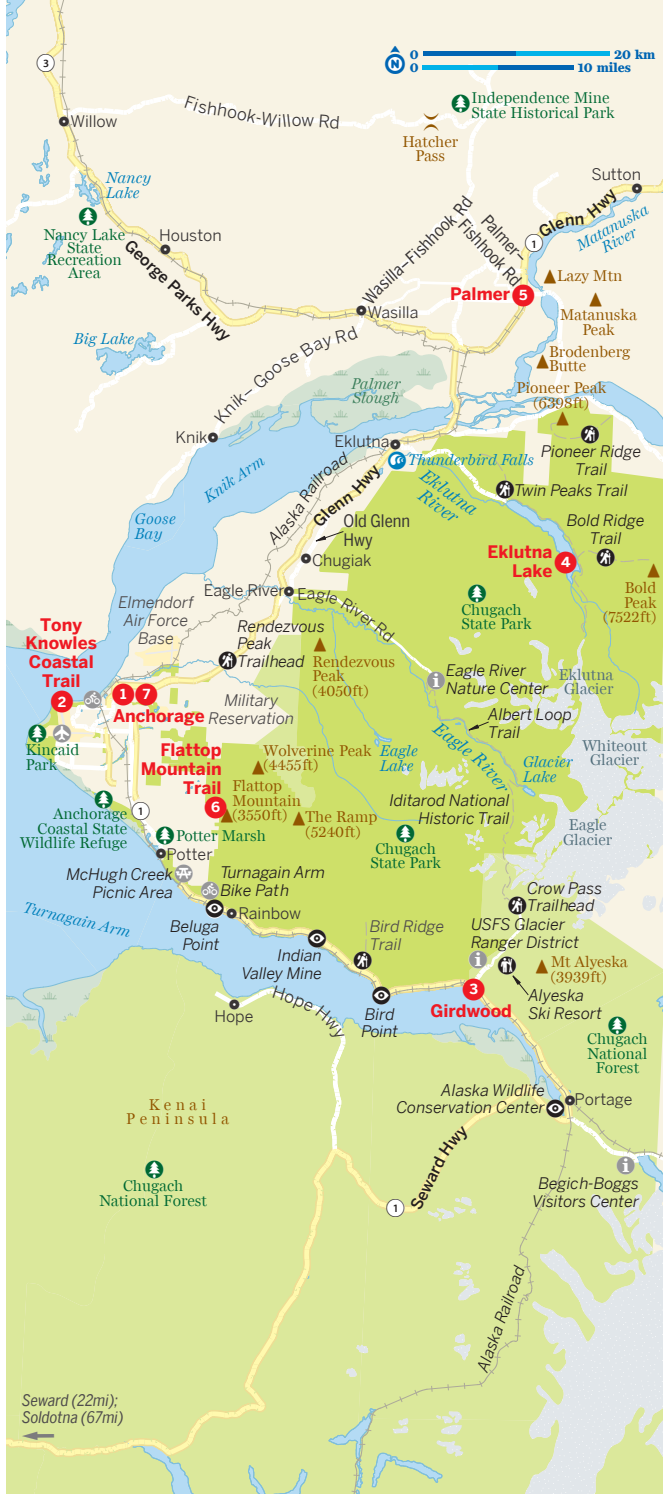 0
20 km
N
0
10 miles
3
Fishhook-Willow Rd
Independence Mine
State Historical Park
Willow
Hatcher
Pass
Sutton
Nancy
Lake
Glenn Hwy
Matanuska
River
Nancy Lake
State
Recreation
Area
Houston
George Parks Hwy
Wasilla–Fishhook Rd
Palmer–
Fishhook Rd
1
Lazy Mtn
Palmer
5
Matanuska
Peak
Wasilla
Big Lake
Knik– Goose Bay Rd
Brodenberg
Butte
Palmer
Slough
Pioneer Peak
(6398ft)
Knik
Eklutna
Pioneer Ridge
Trail
Knik Arm
Thunderbird Falls
Alaska Railroad
Glenn Hwy
Eklutna
River
Twin Peaks Trail
Goose
Bay
Old Glenn
Hwy
Bold Ridge
Trail
Chugiak
Eklutna
Lake
4
Bold
Peak
(7522ft)
Eagle River
Eagle River Rd
Chugach
State Park
Elmendorf
Air Force
Base
Tony
Knowles
Coastal
Trail
2
Rendezvous
Peak
Trailhead
Rendezvous
Peak
(4050ft)
Eagle River
Nature Center
Eklutna
Glacier
1
7
Anchorage
Military
Reservation
Albert Loop
Trail
Kincaid
Park
Flattop
Mountain
Trail
6
Wolverine Peak
(4455ft)
Eagle
Lake
Eagle River
Glacier
Lake
Whiteout
Glacier
Flattop
Mountain
(3550ft)
The Ramp
(5240ft)
Iditarod National
Historic Trail
Anchorage
Coastal State
Wildlife Refuge
1
Potter Marsh
Chugach
State Park
Eagle
Glacier
Potter
McHugh Creek
Picnic Area
Turnagain Arm
Bike Path
Crow Pass
Trailhead
Turnagain Arm
Beluga
Point
Rainbow
Bird Ridge
Trail
USFS Glacier
Ranger District
Indian
Valley Mine
Mt Alyeska
(3939ft)
3
Girdwood
Alyeska
Ski Resort
Hope
Hope Hwy
Bird
Point
Chugach
National
Forest
Kenai
Peninsula
Alaska Wildlife
Conservation Center
Portage
Seward Hwy
Chugach
National Forest
1
Begich-Boggs
Visitors Center
Alaska Railroad
Seward (22mi);
Soldotna (67mi)